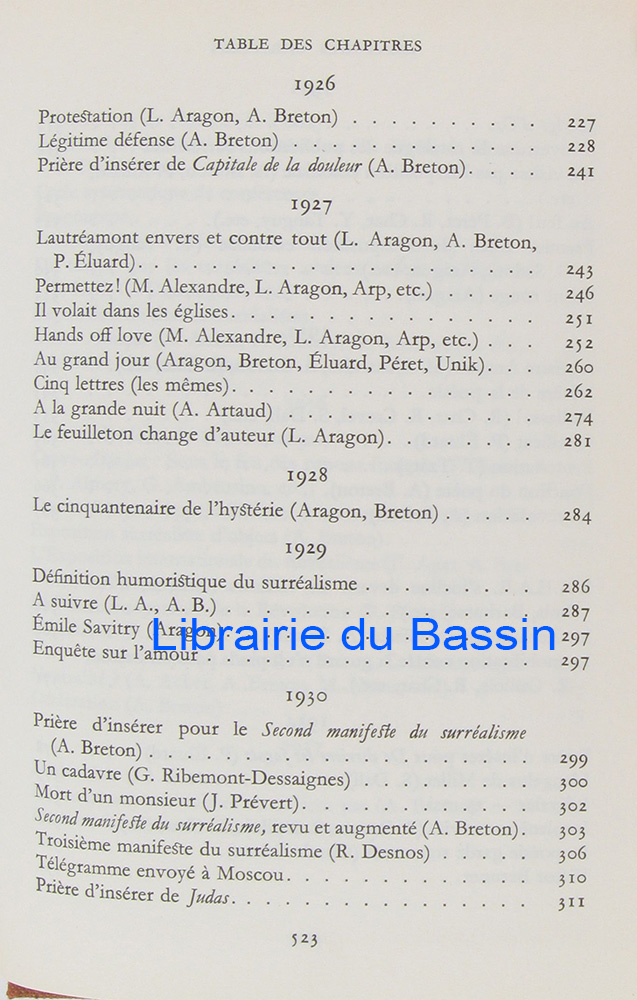 TABLE DES CHAPITRES
1926
Protestation (L. Aragon, A. Breton) . . . . . . . . . . 227
Légitime défense (A. Breton) . . . . . . . . . . . . 228
Prière d'insérer de Capitale de la douleur (A. Breton). . . . 241
1927
Lautréamont envers et contre tout (L. Aragon, A. Breton,
P. Éluard). . . . . . . . . . . . . . . . . . . . 243
Permettez! (M. Alexandre, L. Aragon, Arp, etc.) . . . . . 246
Il volait dans les églises. . . . . . . . . . . . . . . 251
Hands off love (M. Alexandre, L. Aragon, Arp, etc.) . . . 252
Au grand jour (Aragon, Breton, Éluard, Péret, Unik). . . 260
Cinq lettres (les mêmes). . . . . . . . . . . . . . . 262
A la grande nuit (A. Artaud) . . . . . . . . . . . . . 274
Le feuilleton change d'auteur (L. Aragon). . . . . . . . 281
1928
Le cinquantenaire de l'hystérie (Aragon, Breton) . . . . . 284
1929
Définition humoristique du surréalisme . . . . . . . . . 286
A suivre (L. A., A. B.) . . . . . . . . . . . . . . . 287
Émile Savitry (Aragon). . . . . . . . . . . . . . . . 297
Librairie du Bassin
Enquête sur l'amour . . . . . . . . . . . . . . . . 297
1930
Prière d'insérer pour le Second manifeste du surréalisme
(A. Breton) . . . . . . . . . . . . . . . . . . . 299
Un cadavre (G. Ribemont-Dessaignes) . . . . . . . . . 300
Mort d'un monsieur (J. Prévert). . . . . . . . . . . . 302
Second manifeste du surréalisme, revu et augmenté (A. Breton). 303
Troisième manifeste du surréalisme (R. Desnos) . . . . . 306
Télégramme envoyé à Moscou. . . . . . . . . . . . . 310
Prière d'insérer de Judas. . . . . . . . . . . . . . . 311
523